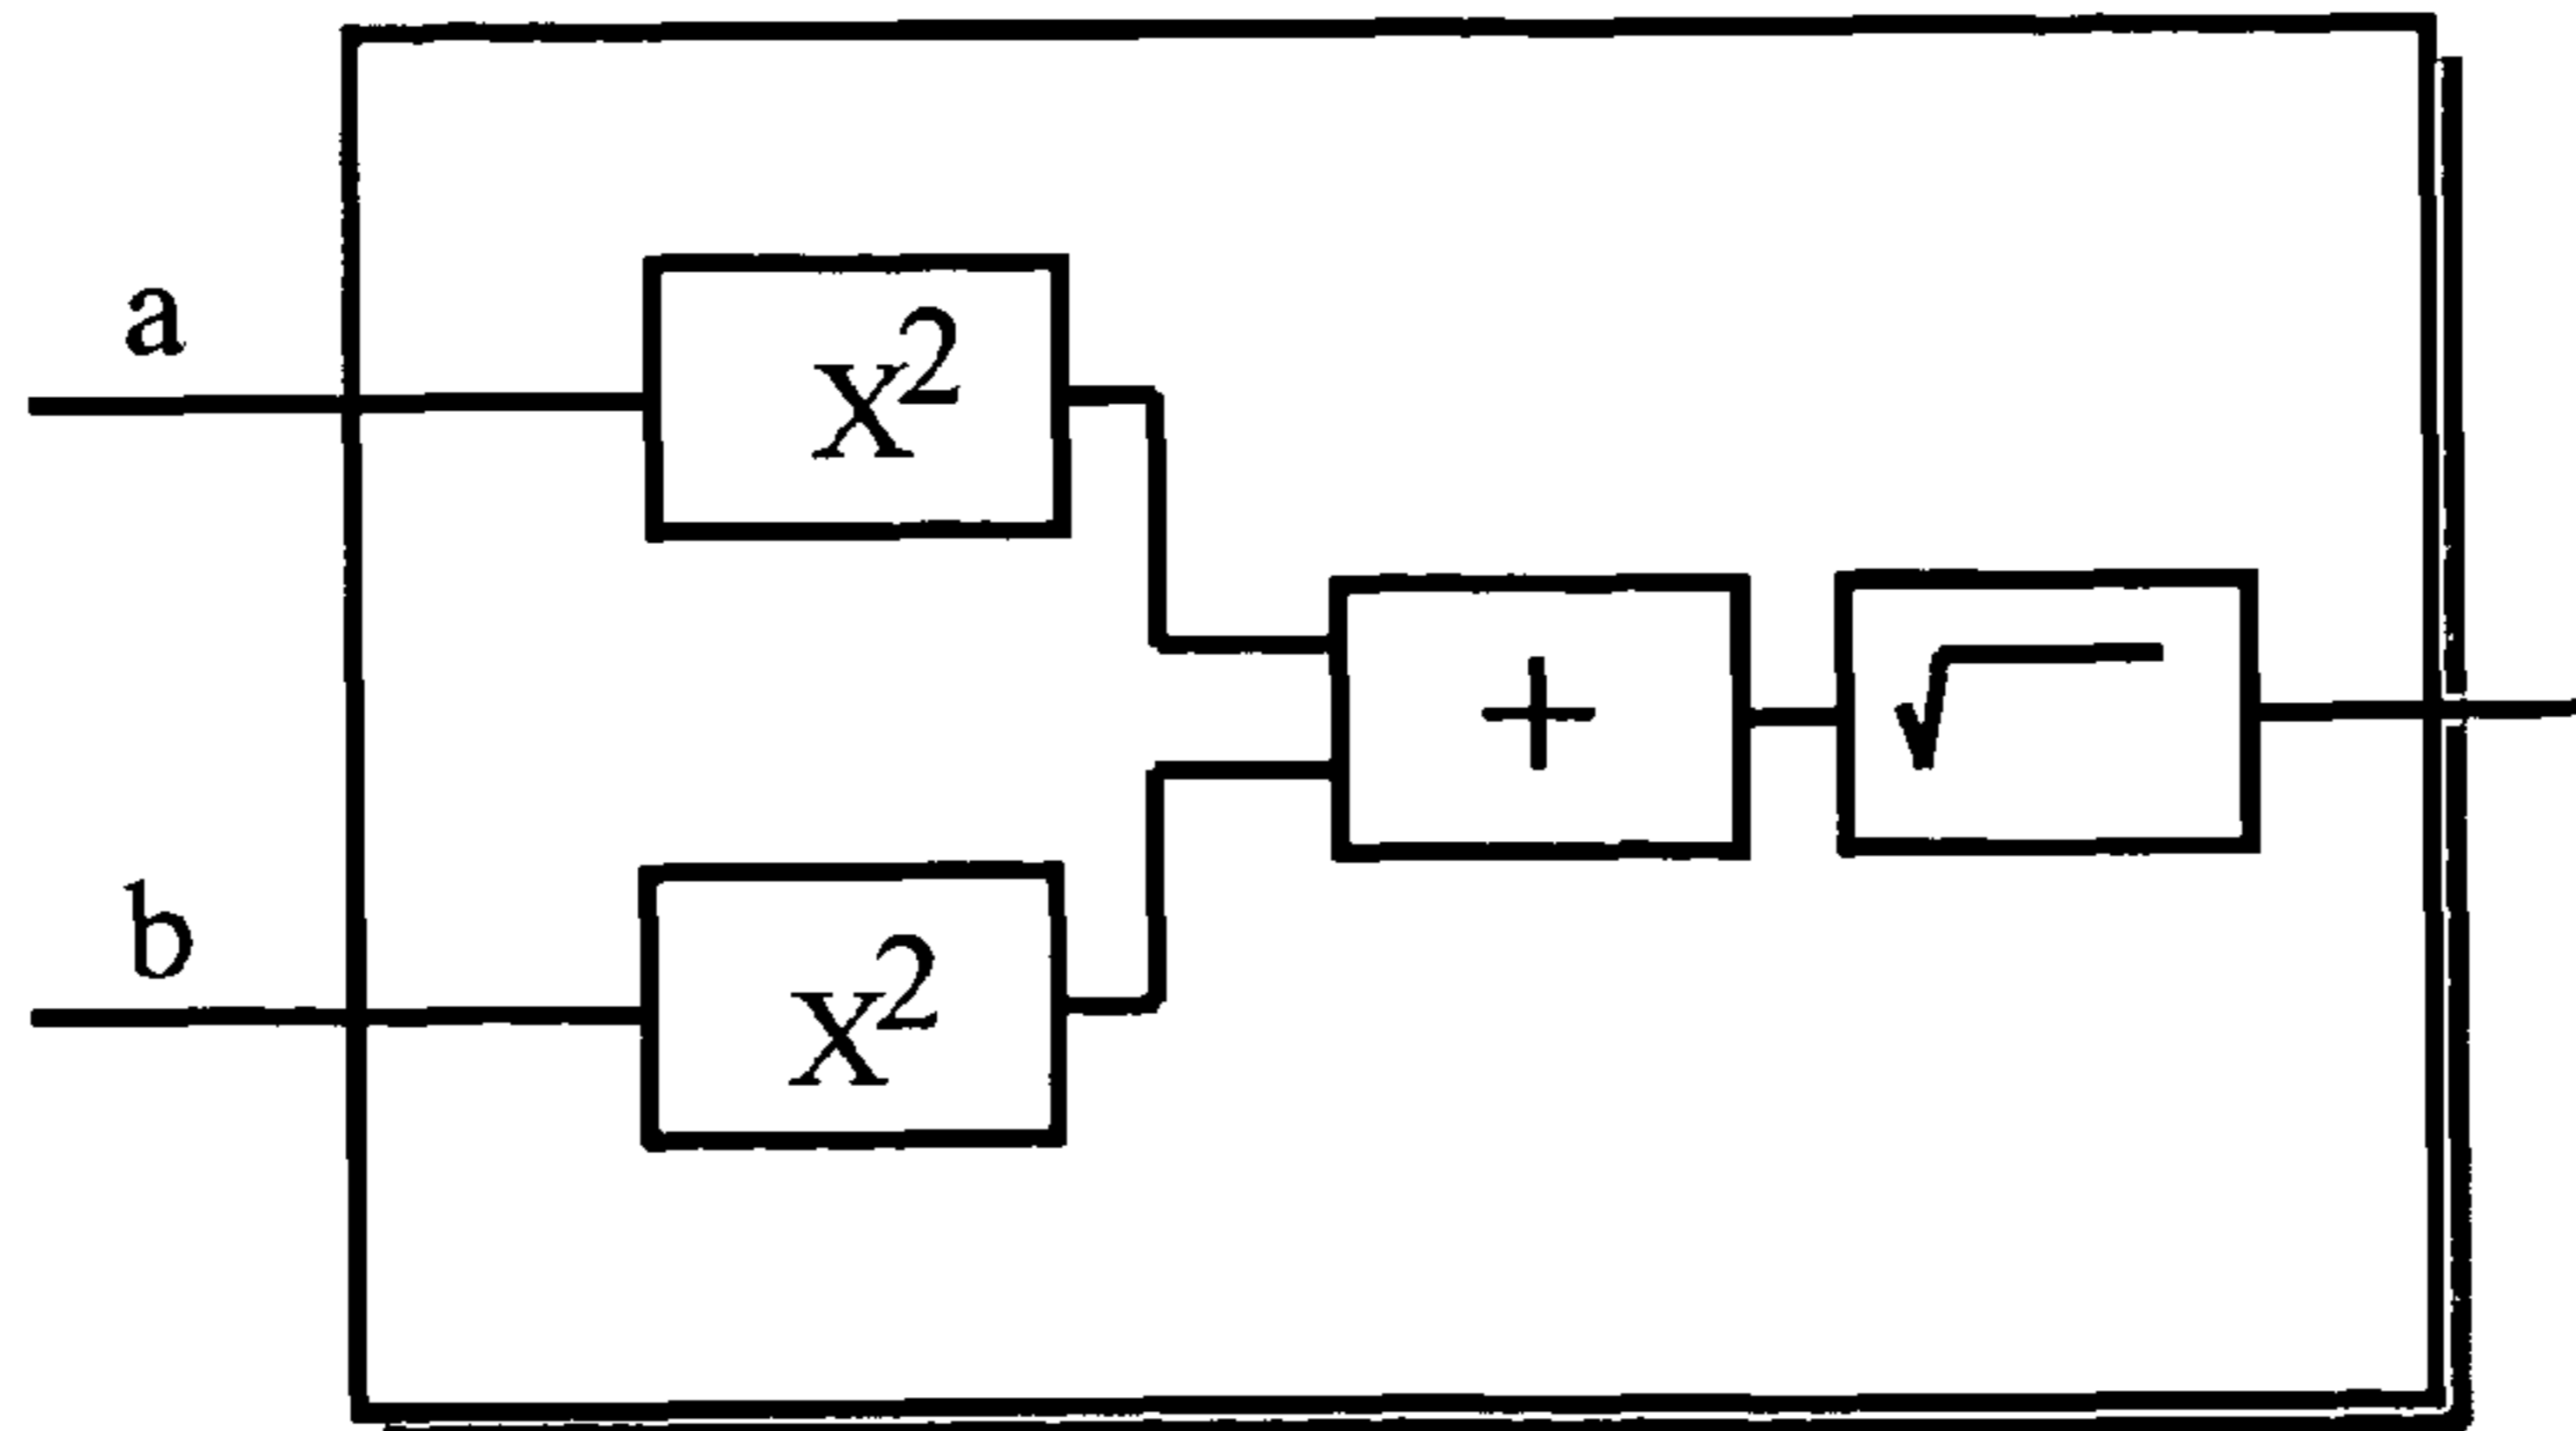 a
x²
+
√
b
x²